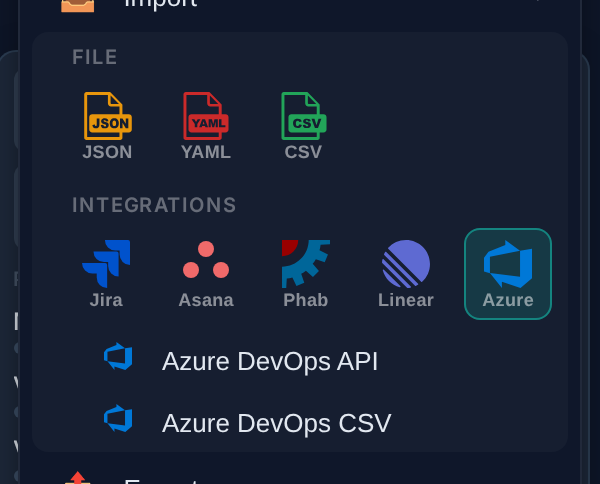 Import
FILE
JSON YAML CSV
JSON YAML CSV
INTEGRATIONS
Jira Asana Phab Linear Azure
Azure DevOps API
Azure DevOps CSV